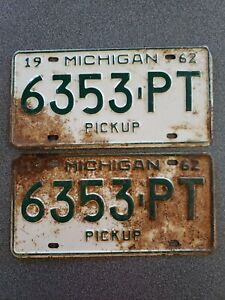 19 MICHIGAN 62
6353-PT
PICKUP
MICHIGAN 62
6353-PT
PICKUP